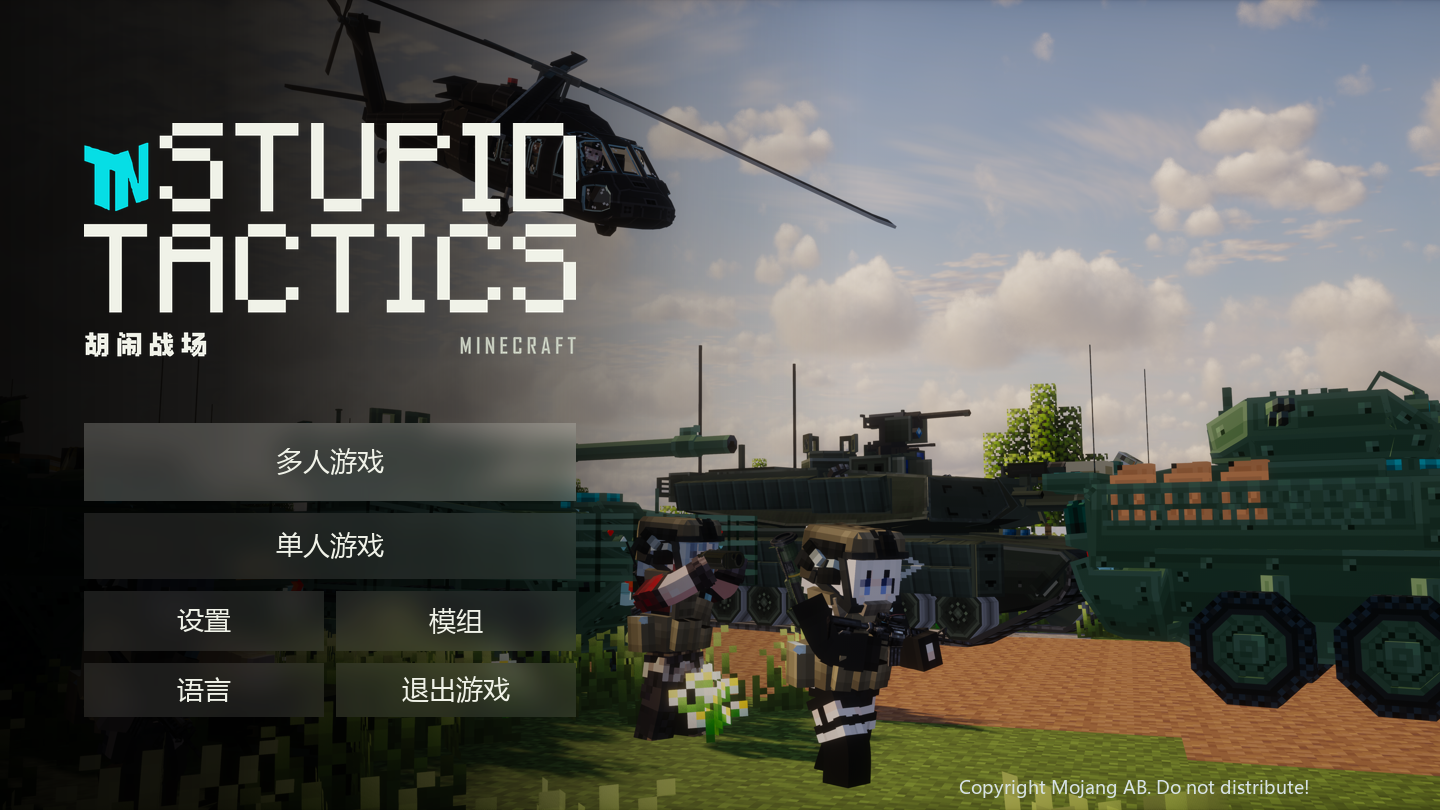 TN STUPID
TACTICS
胡闹战场 MINECRAFT
多人游戏
单人游戏
设置 模组
语言 退出游戏
Copyright Mojang AB. Do not distribute!